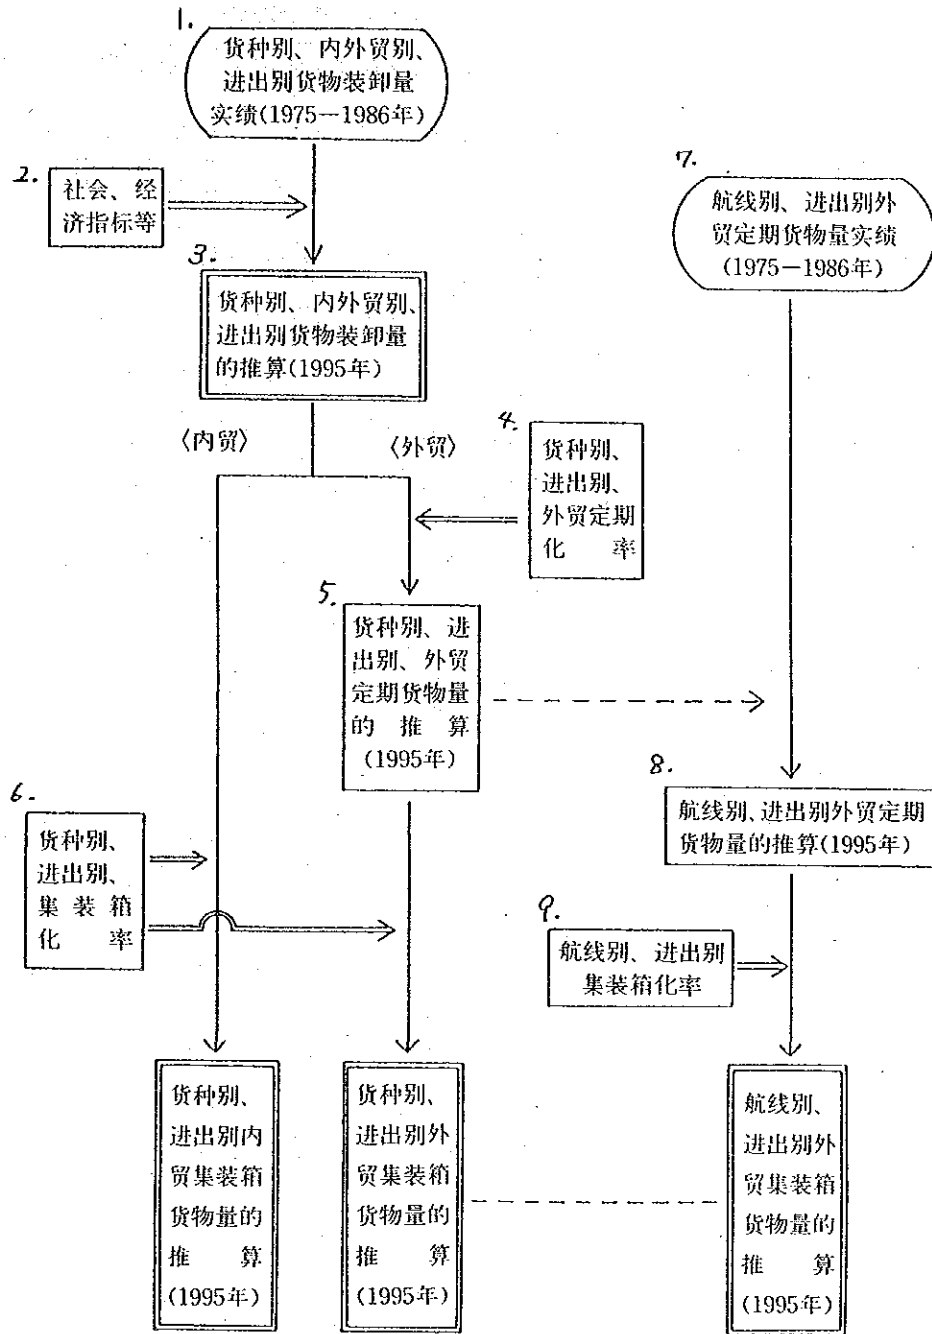 1.
货种别、内外贸别、
进出别货物装卸量
实绩(1975—1986年)
2.
社会、经
济指标等
3.
货种别、内外贸别、
进出别货物装卸量
的推算(1995年)
〈内贸〉
〈外贸〉
4.
货种别、
进出别、
外贸定期
化率
5.
货种别、进
出别、外贸
定期货物量
的推算
(1995年)
6.
货种别、
进出别、
集装箱
化率
7.
航线别、进出别外
贸定期货物量实绩
(1975—1986年)
8.
航线别、进出别外贸定期
货物量的推算(1995年)
9.
航线别、进出别
集装箱化率
货种别、
进出别内
贸集装箱
货物量的
推算
(1995年)
货种别、
进出别外
贸集装箱
货物量的
推算
(1995年)
航线别、
进出别外
贸集装箱
货物量的
推算
(1995年)